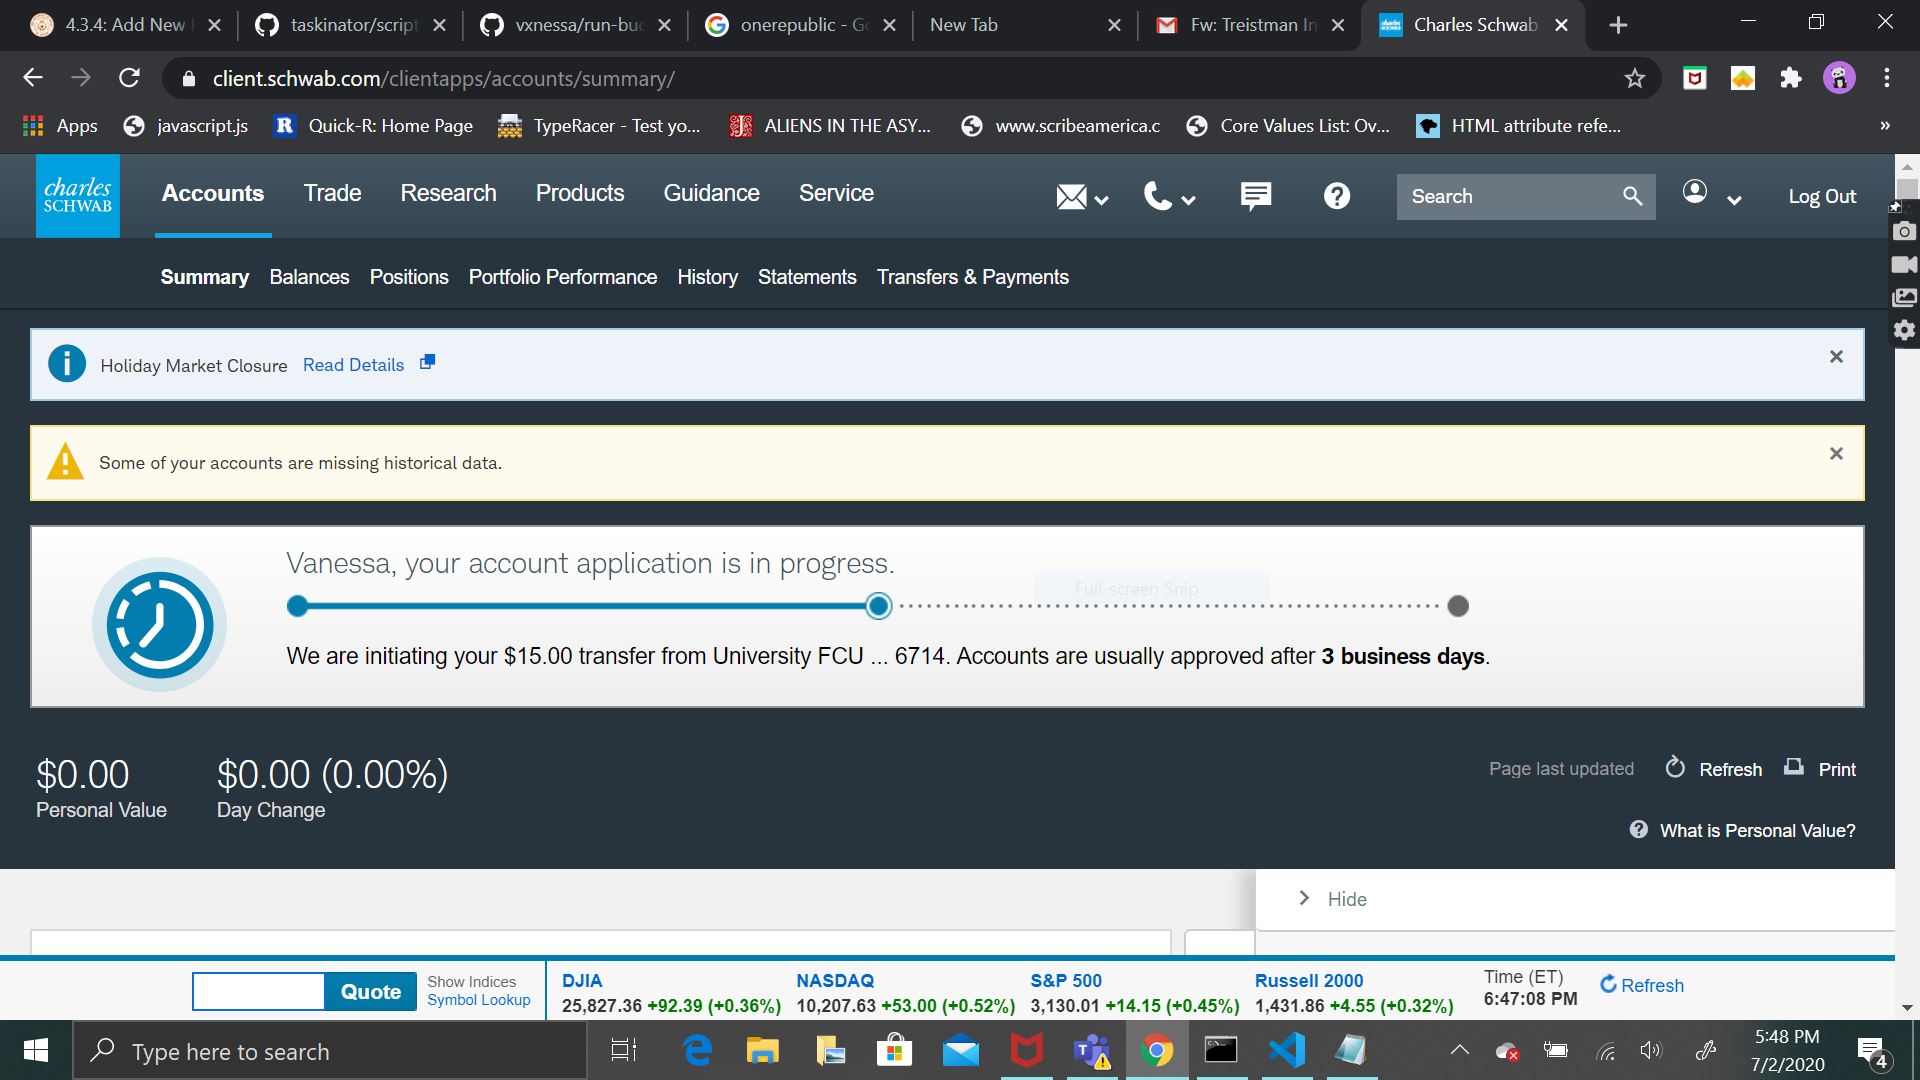 4.3.4: Add New
taskinator/script
vxnessa/run-buc
onerepublic - Go
New Tab
Fw: Treistman In
Charles Schwab
client.schwab.com/clientapps/accounts/summary/
Apps
javascript.js
R Quick-R: Home Page
TypeRacer - Test yo...
ALIENS IN THE ASY...
www.scribeamerica.c
Core Values List: Ov...
HTML attribute refe...
»
charles
SCHWAB
Accounts
Trade
Research
Products
Guidance
Service
Search
Log Out
Summary
Balances
Positions
Portfolio Performance
History
Statements
Transfers & Payments
Holiday Market Closure Read Details
Some of your accounts are missing historical data.
Vanessa, your account application is in progress.
Full-screen Snip
We are initiating your $15.00 transfer from University FCU ... 6714. Accounts are usually approved after 3 business days.
$0.00
Personal Value
$0.00 (0.00%)
Day Change
Page last updated
Refresh
Print
What is Personal Value?
Hide
Quote
Show Indices
Symbol Lookup
DJIA
25,827.36 +92.39 (+0.36%)
NASDAQ
10,207.63 +53.00 (+0.52%)
S&P 500
3,130.01 +14.15 (+0.45%)
Russell 2000
1,431.86 +4.55 (+0.32%)
Time (ET)
6:47:08 PM
Refresh
Type here to search
5:48 PM
7/2/2020
4